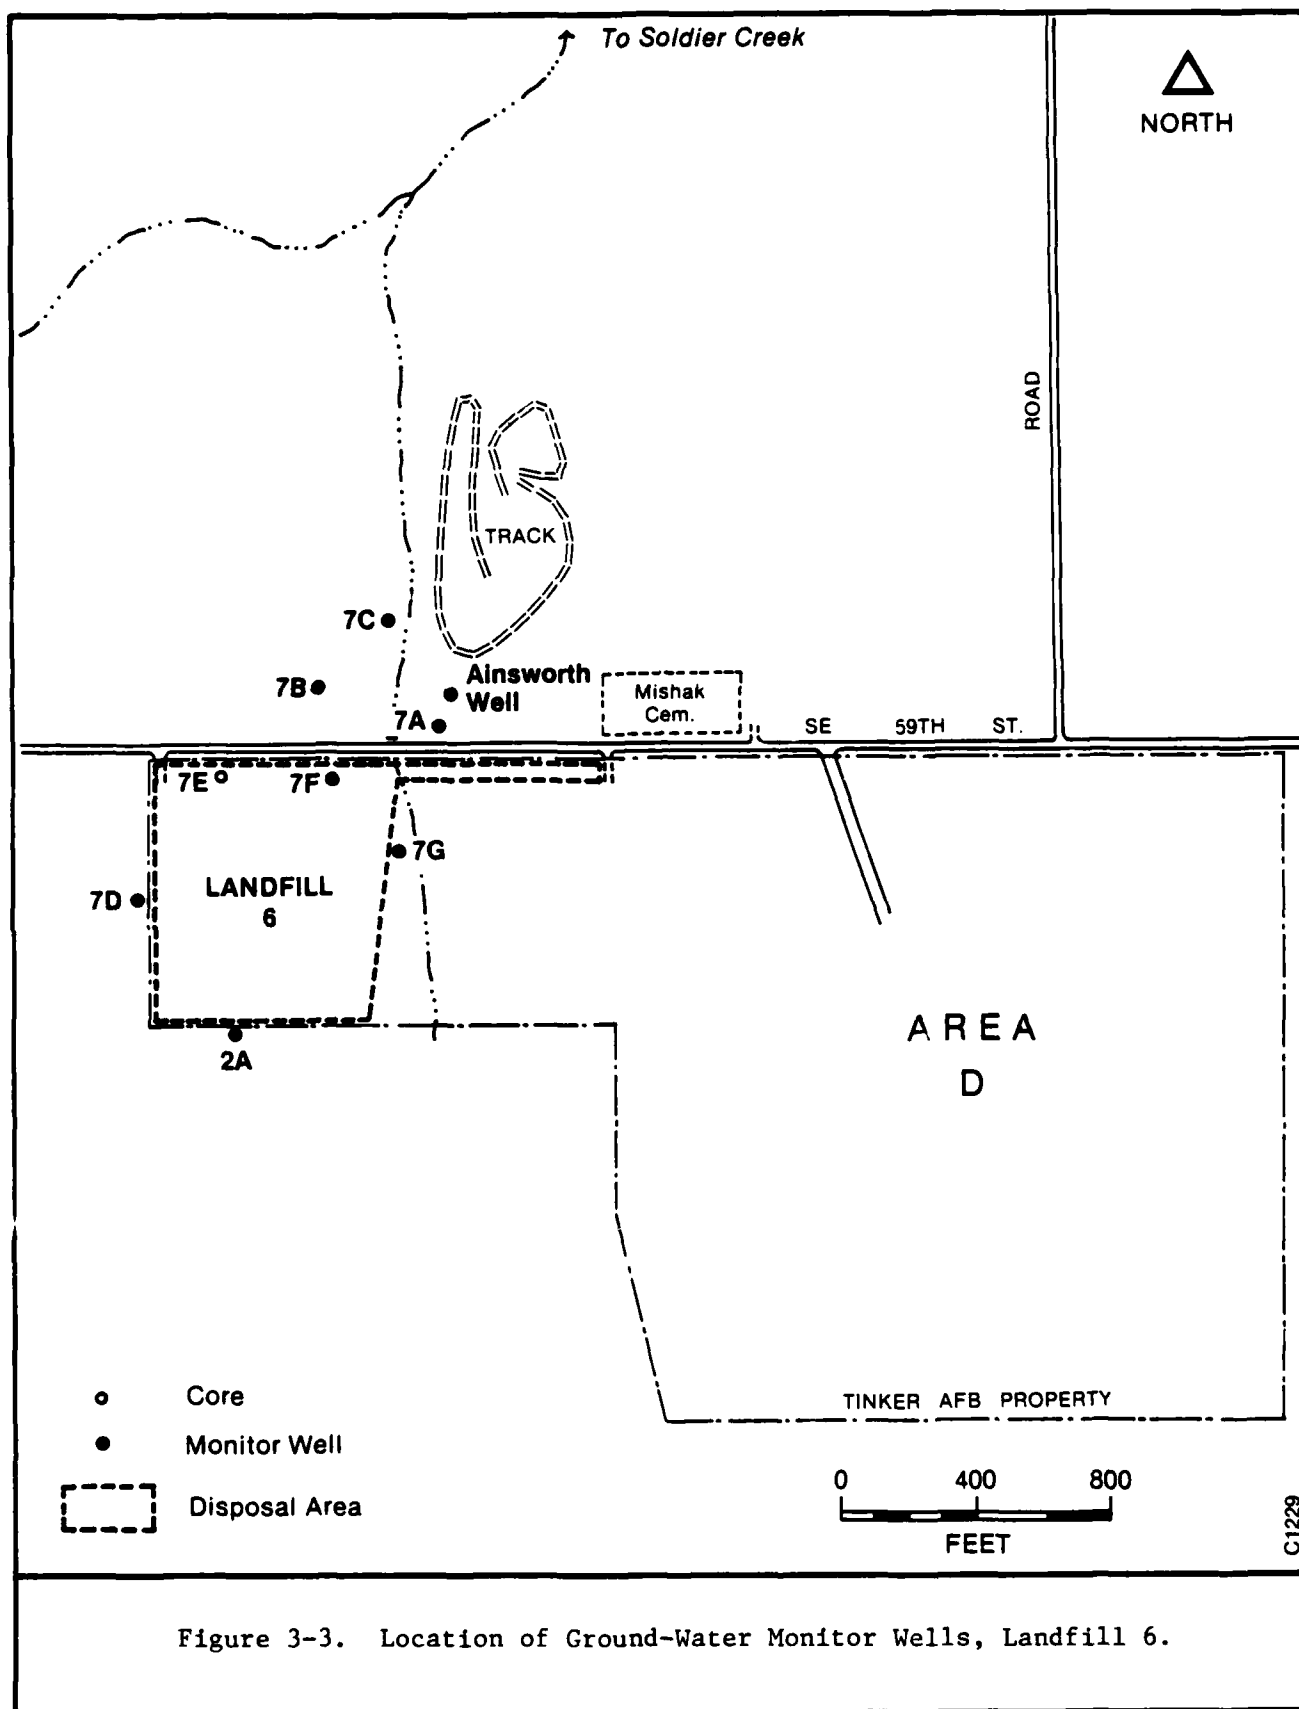 To Soldier Creek
NORTH
ROAD
TRACK
7C
7B
Ainsworth
Well
7A
Mishak
Cem.
SE 59TH ST.
7E
7F
7G
LANDFILL
6
7D
2A
AREA
D
TINKER AFB PROPERTY
Core
Monitor Well
Disposal Area
0 400 800
FEET
C1229
Figure 3-3. Location of Ground-Water Monitor Wells, Landfill 6.